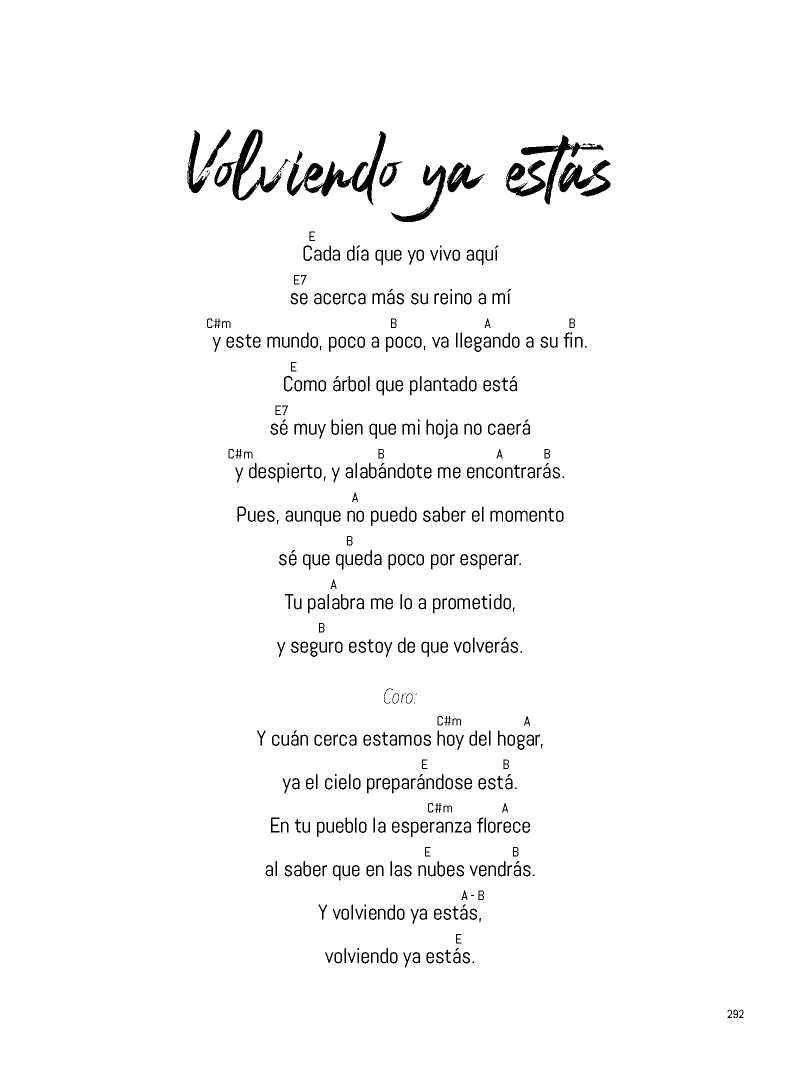 Volviendo ya estás
E
Cada día que yo vivo aquí
E7
se acerca más su reino a mí
C#m B A B
y este mundo, poco a poco, va llegando a su fin.
E
Como árbol que plantado está
E7
sé muy bien que mi hoja no caerá
C#m B A B
y despierto, y alabándote me encontrarás.
A
Pues, aunque no puedo saber el momento
B
sé que queda poco por esperar.
A
Tu palabra me lo a prometido,
B
y seguro estoy de que volverás.
Coro:
C#m A
Y cuán cerca estamos hoy del hogar,
E B
ya el cielo preparándose está.
C#m A
En tu pueblo la esperanza florece
E B
al saber que en las nubes vendrás.
A - B
Y volviendo ya estás,
E
volviendo ya estás.
292